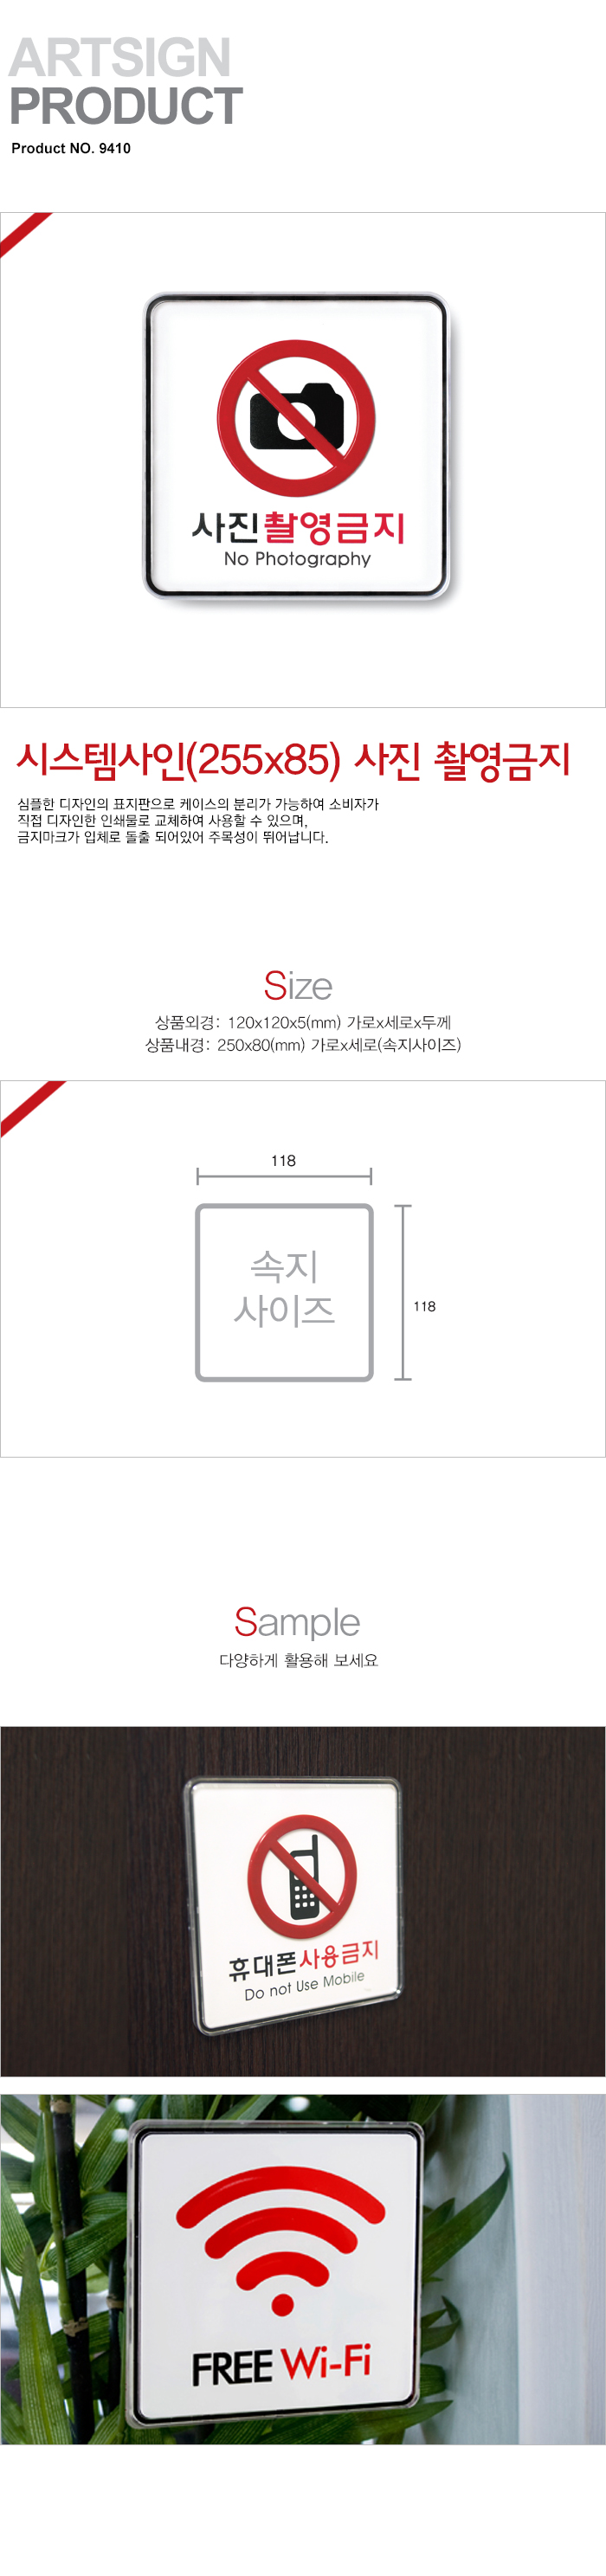 ARTSIGN
PRODUCT
Product NO. 9410
사진촬영금지
No Photography
시스템사인(255x85) 사진 촬영금지
심플한 디자인의 표지판으로 케이스의 분리가 가능하여 소비자가
직접 디자인한 인쇄물로 교체하여 사용할 수 있으며,
금지마크가 입체로 돌출 되어있어 주목성이 뛰어납니다.
Size
상품외경: 120x120x5(mm) 가로x세로x두께
상품내경: 250x80(mm) 가로x세로(속지사이즈)
118
속지
사이즈
118
Sample
다양하게 활용해 보세요
휴대폰사용금지
Do not Use Mobile
FREE Wi-Fi